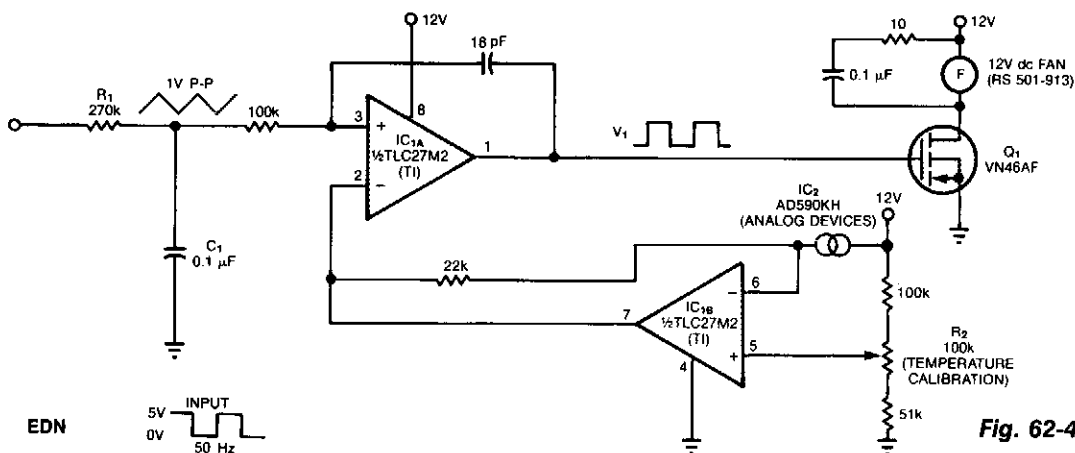 12V
18 pF
10
12V
0.1 µF
F
12V dc FAN
(RS 501-913)
1V P-P
R1
270k
100k
3
+
8
IC1A
½TLC27M2
(TI)
1
2
−
V1
Q1
VN46AF
IC2
AD590KH
(ANALOG DEVICES)
12V
C1
0.1 µF
22k
6
−
100k
7
IC1B
½TLC27M2
(TI)
5
+
4
R2
100k
(TEMPERATURE
CALIBRATION)
51k
EDN
INPUT
5V
0V
50 Hz
Fig. 62-4